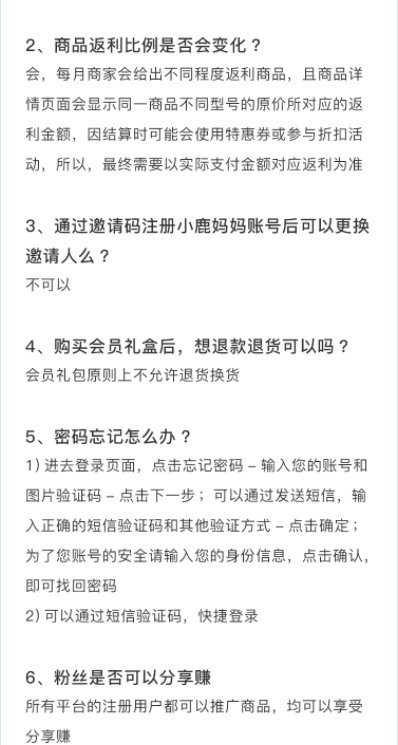 2、商品返利比例是否会变化？
会，每月商家会给出不同程度返利商品，且商品详
情页面会显示同一商品不同型号的原价所对应的返
利金额，因结算时可能会使用特惠券或参与折扣活
动，所以，最终需要以实际支付金额对应返利为准
3、通过邀请码注册小鹿妈妈账号后可以更换
邀请人么？
不可以
4、购买会员礼盒后，想退款退货可以吗？
会员礼包原则上不允许退货换货
5、密码忘记怎么办？
1) 进去登录页面，点击忘记密码 – 输入您的账号和
图片验证码 – 点击下一步；可以通过发送短信，输
入正确的短信验证码和其他验证方式 – 点击确定；
为了您账号的安全请输入您的身份信息，点击确认，
即可找回密码
2) 可以通过短信验证码，快捷登录
6、粉丝是否可以分享赚
所有平台的注册用户都可以推广商品，均可以享受
分享赚